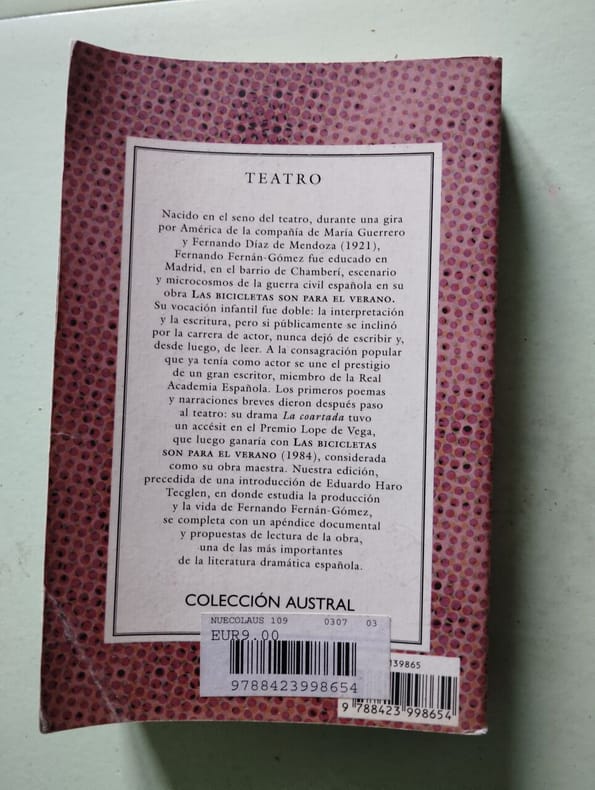 TEATRO
Nacido en el seno del teatro, durante una gira
por América de la compañía de María Guerrero
y Fernando Díaz de Mendoza (1921),
Fernando Fernán-Gómez fue educado en
Madrid, en el barrio de Chamberí, escenario
y microcosmos de la guerra civil española en su
obra LAS BICICLETAS SON PARA EL VERANO.
Su vocación infantil fue doble: la interpretación
y la escritura, pero si públicamente se inclinó
por la carrera de actor, nunca dejó de escribir y,
desde luego, de leer. A la consagración popular
que ya tenía como actor se une el prestigio
de un gran escritor, miembro de la Real
Academia Española. Los primeros poemas
y narraciones breves dieron después paso
al teatro: su drama La coartada tuvo
un accésit en el Premio Lope de Vega,
que luego ganaría con LAS BICICLETAS
SON PARA EL VERANO (1984), considerada
como su obra maestra. Nuestra edición,
precedida de una introducción de Eduardo Haro
Tecglen, en donde estudia la producción
y la vida de Fernando Fernán-Gómez,
se completa con un apéndice documental
y propuestas de lectura de la obra,
una de las más importantes
de la literatura dramática española.
COLECCIÓN AUSTRAL
NUECOLAUS 109 0307 03
EUR9.00
9788423998654
139865
9 788423 998654